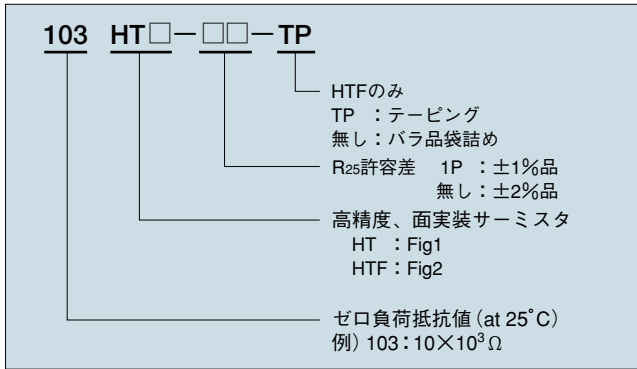 103 HT□－□□－TP
HTFのみ
TP ：テーピング
無し：バラ品袋詰め
R25許容差 1P ：±1%品
無し：±2%品
高精度、面実装サーミスタ
HT ：Fig1
HTF：Fig2
ゼロ負荷抵抗値（at 25˚C）
例）103：10×10³Ω